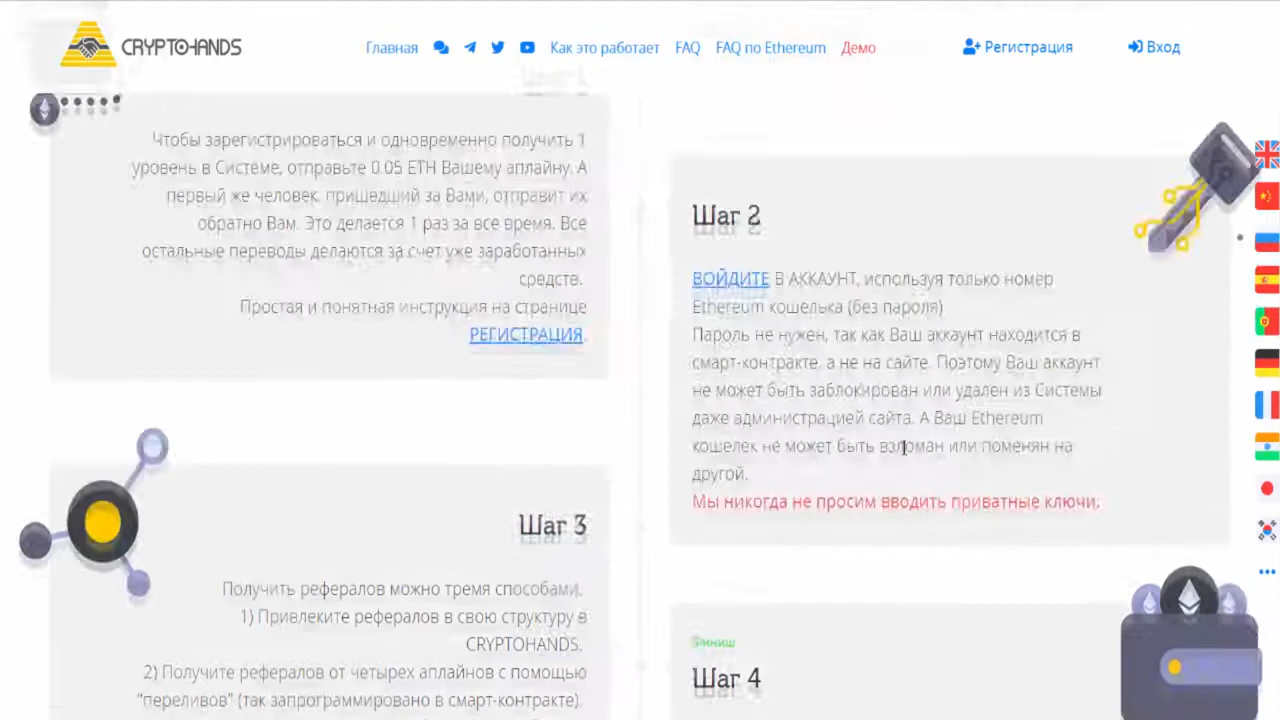 CRYPTOHANDS
Главная
Как это работает
FAQ
FAQ по Ethereum
Демо
Регистрация
Вход
Шаг 1
Чтобы зарегистрироваться и одновременно получить 1
уровень в Системе, отправьте 0.05 ETH Вашему аплайну. А
первый же человек, пришедший за Вами, отправит их
обратно Вам. Это делается 1 раз за все время. Все
остальные переводы делаются за счет уже заработанных
средств.
Простая и понятная инструкция на странице
РЕГИСТРАЦИЯ.
Шаг 2
ВОЙДИТЕ В АККАУНТ, используя только номер
Ethereum кошелька (без пароля)
Пароль не нужен, так как Ваш аккаунт находится в
смарт-контракте, а не на сайте. Поэтому Ваш аккаунт
не может быть заблокирован или удален из Системы
даже администрацией сайта. А Ваш Ethereum
кошелек не может быть взломан или поменян на
другой.
Мы никогда не просим вводить приватные ключи.
Шаг 3
Получить рефералов можно тремя способами.
1) Привлеките рефералов в свою структуру в
CRYPTOHANDS.
2) Получите рефералов от четырех аплайнов с помощью
"переливов" (так запрограммировано в смарт-контракте).
Финиш
Шаг 4